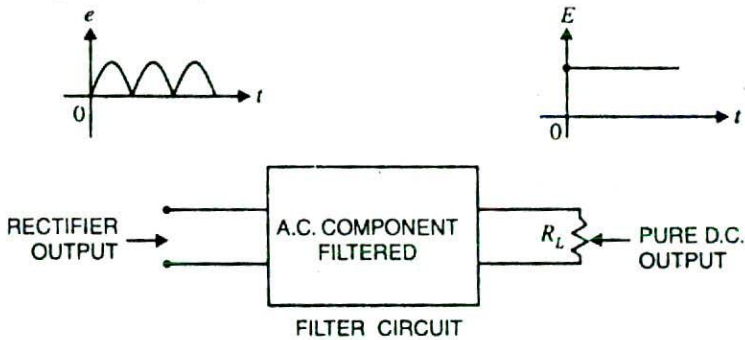 e
E
0
t
0
t
RECTIFIER
OUTPUT
A.C. COMPONENT
FILTERED
R_L
PURE D.C.
OUTPUT
FILTER CIRCUIT